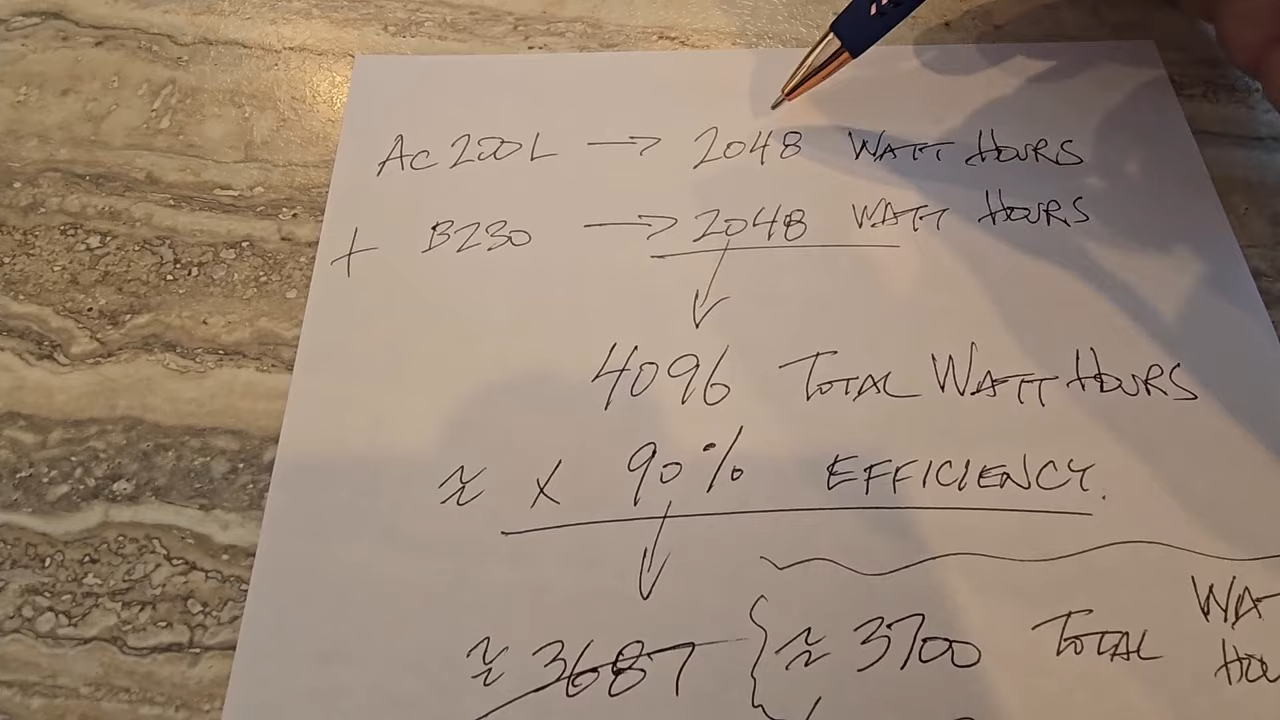 AC200L → 2048 WATT HOURS
+ B230 → 2048 WATT HOURS
4096 TOTAL WATT HOURS
≈ x 90% EFFICIENCY.
≈ 3687 { ≈ 3700 TOTAL